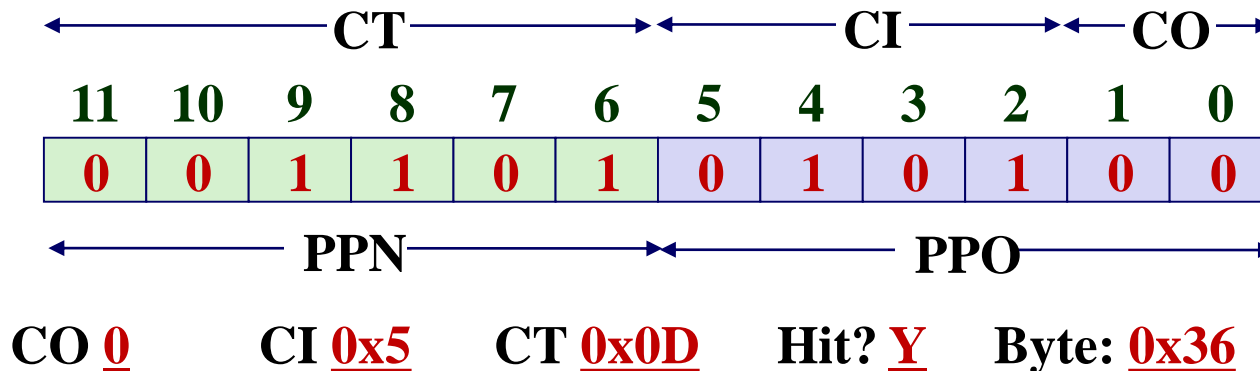 CT CI CO
11 10 9 8 7 6 5 4 3 2 1 0
0 0 1 1 0 1 0 1 0 1 0 0
PPN PPO
CO 0 CI 0x5 CT 0x0D Hit? Y Byte: 0x36